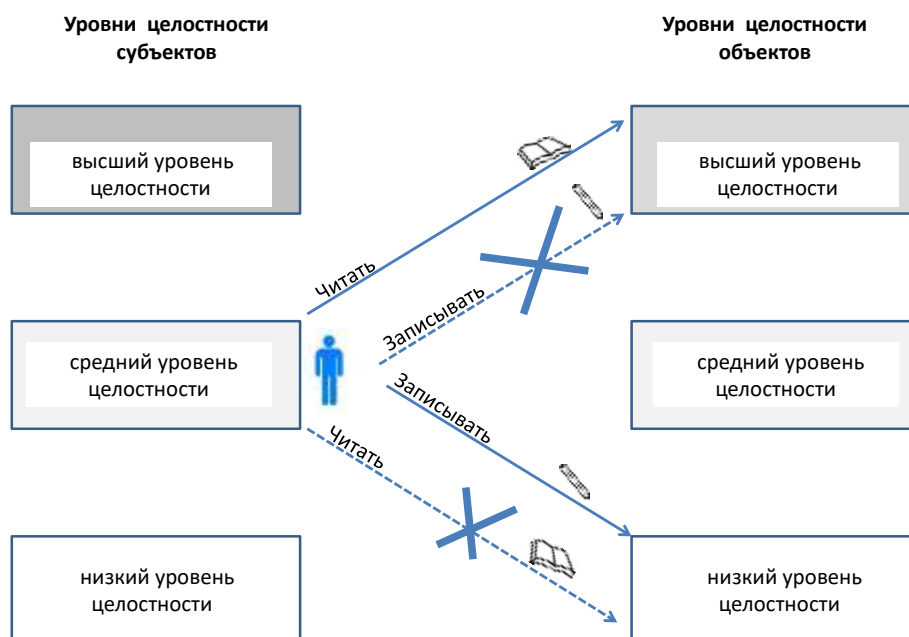 Уровни целостности
субъектов
Уровни целостности
объектов
высший уровень
целостности
высший уровень
целостности
Читать
Записывать
средний уровень
целостности
средний уровень
целостности
Записывать
Читать
низкий уровень
целостности
низкий уровень
целостности